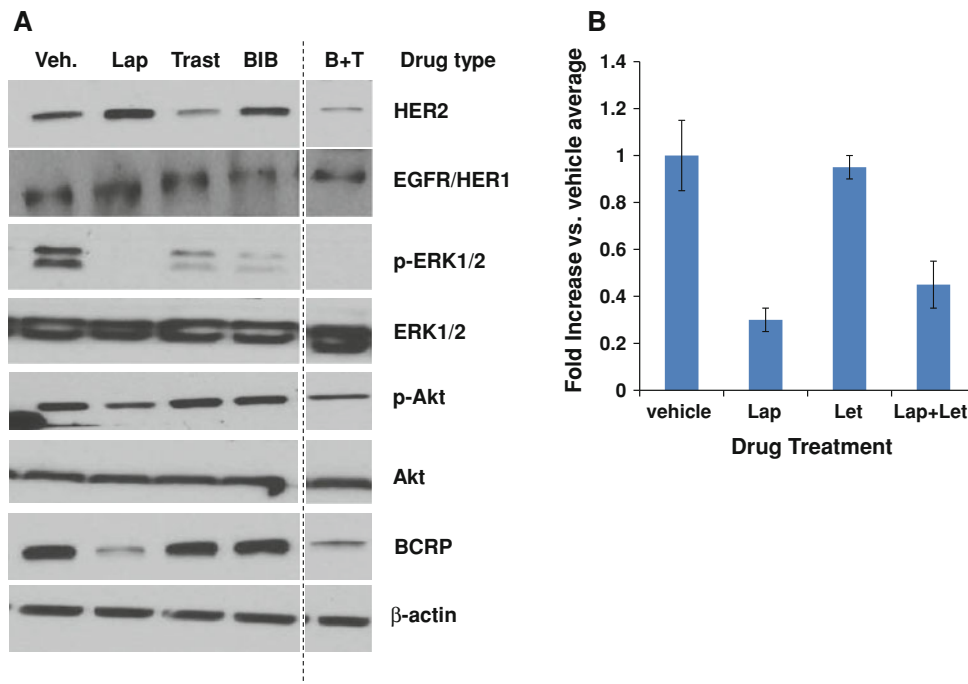 A
Veh. Lap Trast BIB B+T Drug type
HER2
EGFR/HER1
p-ERK1/2
ERK1/2
p-Akt
Akt
BCRP
β-actin
B
Fold Increase vs. vehicle average
1.4
1.2
1
0.8
0.6
0.4
0.2
0
vehicle Lap Let Lap+Let
Drug Treatment